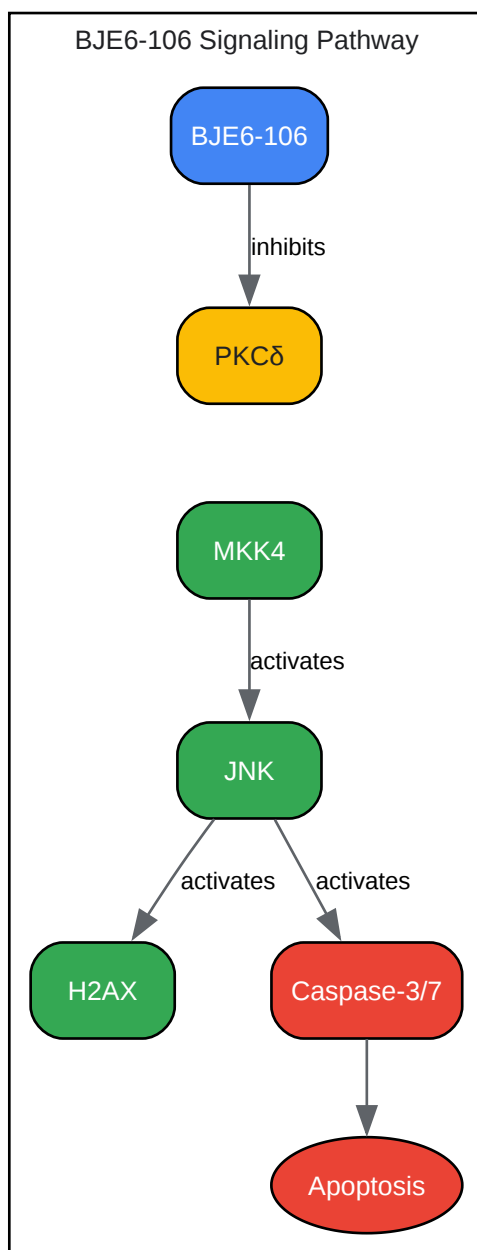 BJE6-106 Signaling Pathway
BJE6-106
inhibits
PKCδ
MKK4
activates
JNK
activates
activates
H2AX
Caspase-3/7
Apoptosis